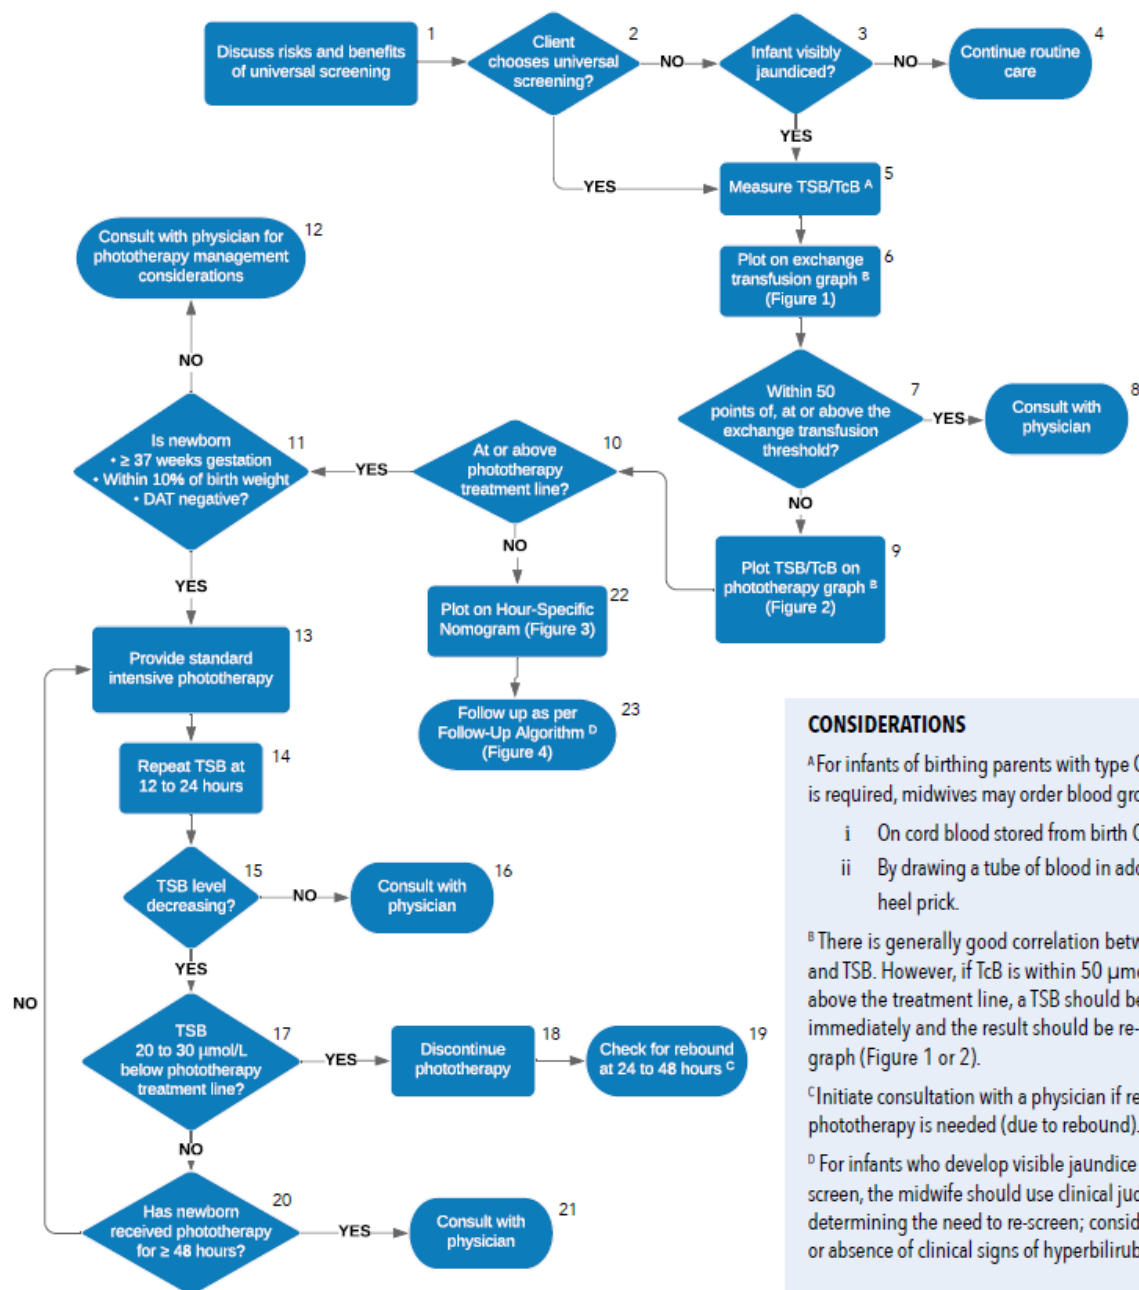 Discuss risks and benefits
of universal screening
1
Client
chooses universal
screening?
2
NO
Infant visibly
jaundiced?
3
NO
Continue routine
care
4
YES
YES
Measure TSB/TcB A
5
Plot on exchange
transfusion graph B
(Figure 1)
6
Within 50
points of, at or above the
exchange transfusion
threshold?
7
YES
Consult with
physician
8
NO
Plot TSB/TcB on
phototherapy graph B
(Figure 2)
9
At or above
phototherapy
treatment line?
10
YES
Is newborn
• ≥ 37 weeks gestation
• Within 10% of birth weight
• DAT negative?
11
NO
Consult with physician for
phototherapy management
considerations
12
YES
Provide standard
intensive phototherapy
13
Repeat TSB at
12 to 24 hours
14
TSB level
decreasing?
15
NO
Consult with
physician
16
YES
TSB
20 to 30 µmol/L
below phototherapy
treatment line?
17
YES
Discontinue
phototherapy
18
Check for rebound
at 24 to 48 hours C
19
NO
Has newborn
received phototherapy
for ≥ 48 hours?
20
YES
Consult with
physician
21
NO
NO
Plot on Hour-Specific
Nomogram (Figure 3)
22
Follow up as per
Follow-Up Algorithm D
(Figure 4)
23
CONSIDERATIONS
A For infants of birthing parents with type
is required, midwives may order blood
i On cord blood stored from birth
ii By drawing a tube of blood in
heel prick.
B There is generally good correlation
and TSB. However, if TcB is within 50
above the treatment line, a TSB should
immediately and the result should be
graph (Figure 1 or 2).
C Initiate consultation with a physician if
phototherapy is needed (due to rebound).
D For infants who develop visible jaundice
screen, the midwife should use clinical
determining the need to re-screen;
or absence of clinical signs of